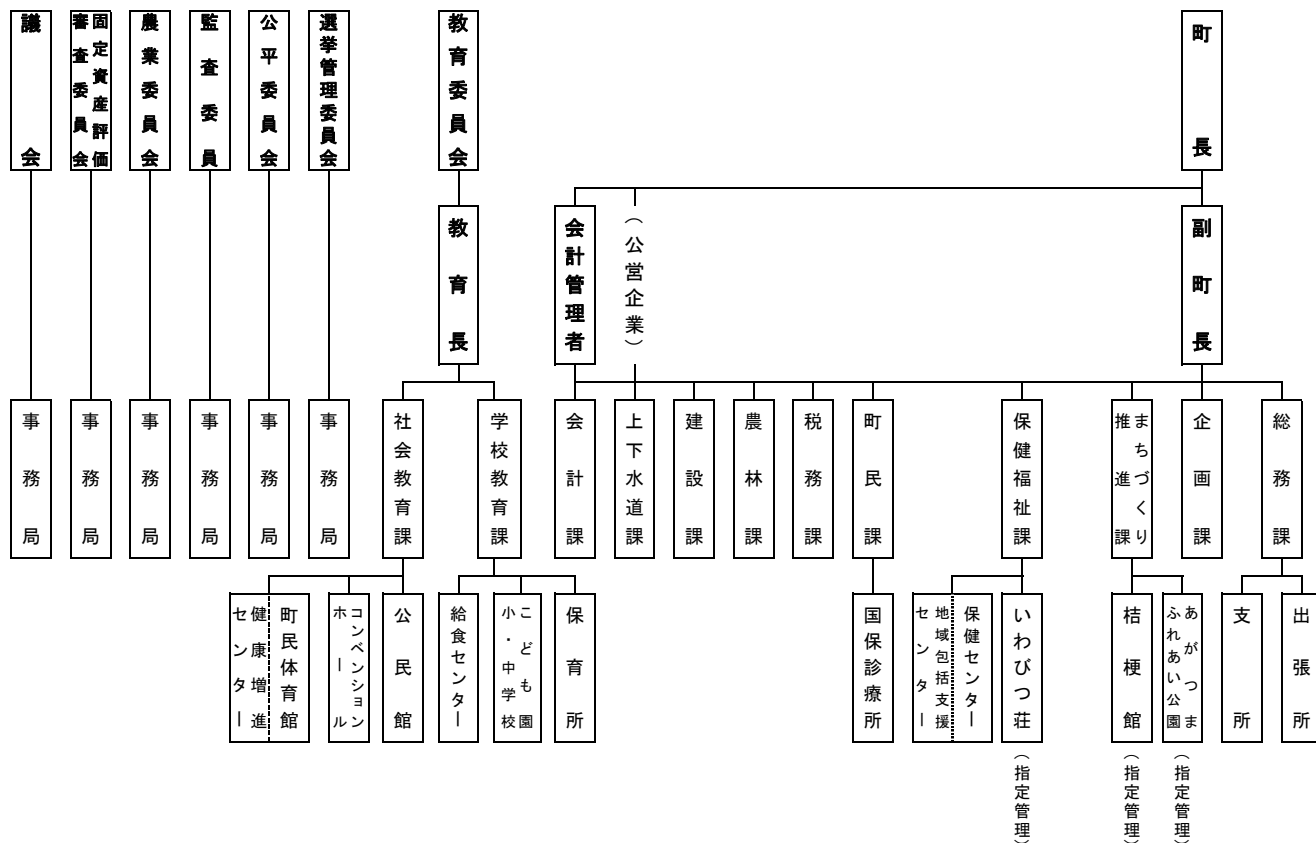 町長
教育委員会
選挙管理委員会
公平委員会
監査委員
農業委員会
固定資産評価
審査委員会
議会
副町長
（公営企業）
会計管理者
教育長
総務課
企画課
まちづくり
推進課
保健福祉課
町民課
税務課
農林課
建設課
上下水道課
会計課
学校教育課
社会教育課
事務局
事務局
事務局
事務局
事務局
事務局
出張所
支所
あがつま
ふれあい公園
（指定管理）
桔梗館
（指定管理）
いわびつ荘
（指定管理）
保健センター
地域包括支援
センター
国保診療所
保育所
こども園
小・中学校
給食センター
公民館
コンベンション
ホール
町民体育館
健康増進
センター